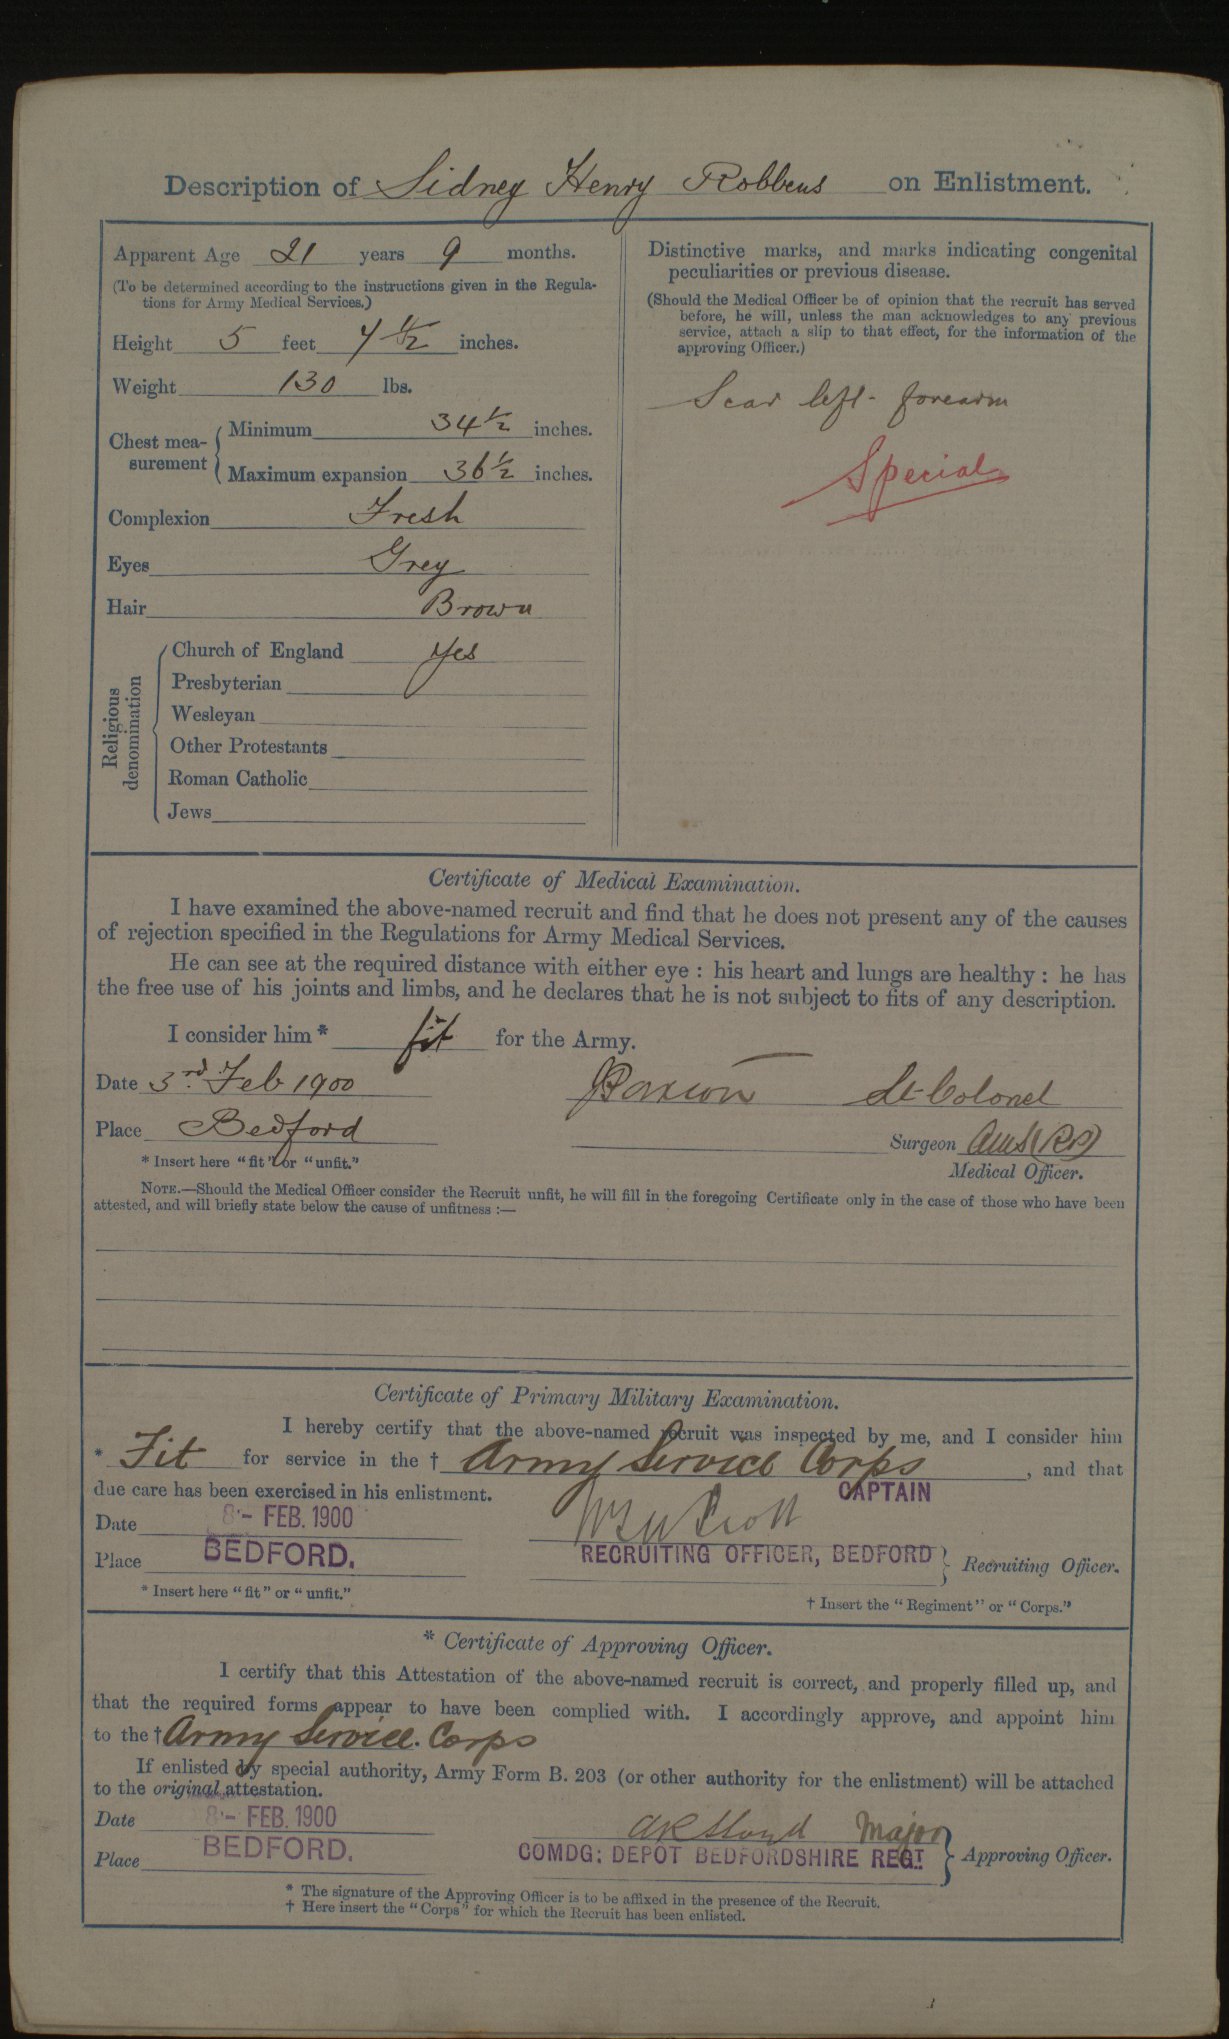 Description of Sidney Henry Robbens on Enlistment.
Apparent Age 21 years 9 months.
(To be determined according to the instructions given in the Regula-
tions for Army Medical Services.)
Height 5 feet 4 1/2 inches.
Weight 130 lbs.
Chest mea-
surement
Minimum 34 1/2 inches.
Maximum expansion 36 1/2 inches.
Complexion Fresh
Eyes Grey
Hair Brown
Religious
denomination
Church of England Yes
Presbyterian
Wesleyan
Other Protestants
Roman Catholic
Jews
Distinctive marks, and marks indicating congenital
peculiarities or previous disease.
(Should the Medical Officer be of opinion that the recruit has served
before, he will, unless the man acknowledges to any previous
service, attach a slip to that effect, for the information of the
approving Officer.)
Scar left forearm
Special
Certificate of Medical Examination.
I have examined the above-named recruit and find that he does not present any of the causes
of rejection specified in the Regulations for Army Medical Services.
He can see at the required distance with either eye : his heart and lungs are healthy : he has
the free use of his joints and limbs, and he declares that he is not subject to fits of any description.
I consider him * fit for the Army.
Date 3rd. Feb 1900 Lt Colonel
Place Bedford
Surgeon
Medical Officer.
* Insert here "fit" or "unfit."
NOTE.—Should the Medical Officer consider the Recruit unfit, he will fill in the foregoing Certificate only in the case of those who have been
attested, and will briefly state below the cause of unfitness :—
Certificate of Primary Military Examination.
I hereby certify that the above-named recruit was inspected by me, and I consider him
* Fit for service in the † Army Service Corps, and that
due care has been exercised in his enlistment.
CAPTAIN
Date 8 - FEB. 1900
Place BEDFORD.
RECRUITING OFFICER, BEDFORD } Recruiting Officer.
* Insert here "fit" or "unfit."
† Insert the "Regiment" or "Corps."
* Certificate of Approving Officer.
I certify that this Attestation of the above-named recruit is correct, and properly filled up, and
that the required forms appear to have been complied with. I accordingly approve, and appoint him
to the † Army Service Corps
If enlisted by special authority, Army Form B. 203 (or other authority for the enlistment) will be attached
to the original attestation.
Date 8 - FEB. 1900 Major
Place BEDFORD.
COMDG: DEPOT BEDFORDSHIRE REGT. } Approving Officer.
* The signature of the Approving Officer is to be affixed in the presence of the Recruit.
† Here insert the "Corps" for which the Recruit has been enlisted.